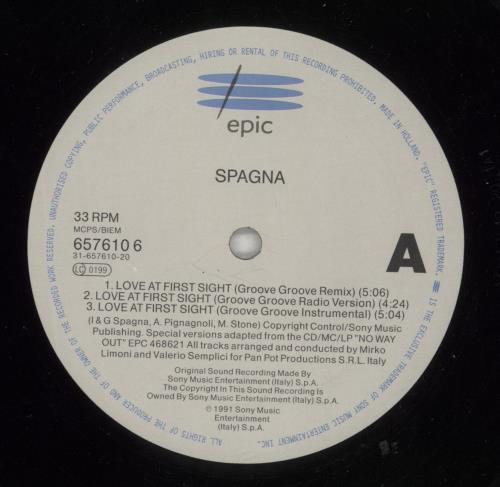 epic
SPAGNA
33 RPM
MCPS/BIEM
657610 6
31-657610-20
LC 0199
A
1. LOVE AT FIRST SIGHT (Groove Groove Remix) (5:06)
2. LOVE AT FIRST SIGHT (Groove Groove Radio Version) (4:24)
3. LOVE AT FIRST SIGHT (Groove Groove Instrumental) (5:04)
(I & G Spagna, A. Pignagnoli, M. Stone) Copyright Control/Sony Music
Publishing. Special versions adapted from the CD/MC/LP "NO WAY
OUT" EPC 468621 All tracks arranged and conducted by Mirko
Limoni and Valerio Semplici for Pan Pot Productions S.R.L. Italy
Original Sound Recording Made By
Sony Music Entertainment (Italy) S.p.A.
The Copyright In This Sound Recording Is
Owned By Sony Music Entertainment (Italy) S.p.A.
℗ 1991 Sony Music
Entertainment
(Italy) S.p.A.
ALL RIGHTS OF THE PRODUCER AND OF THE OWNER OF THE RECORDED WORK RESERVED. UNAUTHORISED COPYING, PUBLIC PERFORMANCE, BROADCASTING, HIRING OR RENTAL OF THIS RECORDING PROHIBITED. MADE IN HOLLAND. "EPIC" REGISTERED TRADEMARK. IS THE EXCLUSIVE TRADEMARK OF SONY MUSIC ENTERTAINMENT INC.